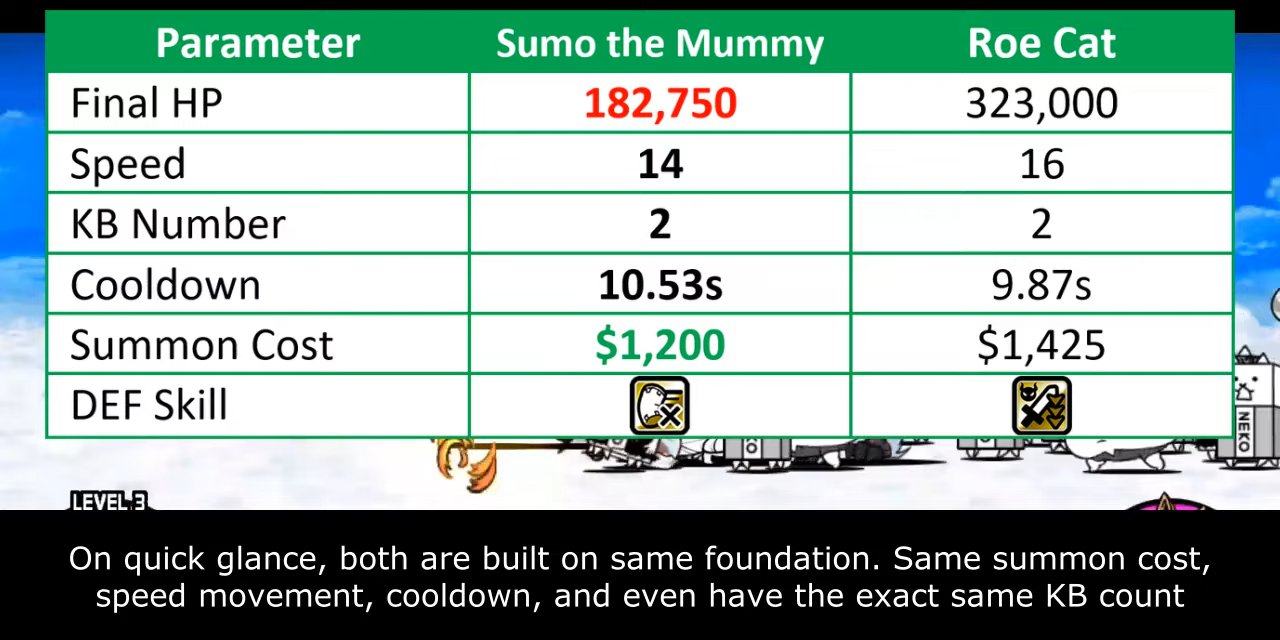 Parameter Sumo the Mummy Roe Cat
Final HP 182,750 323,000
Speed 14 16
KB Number 2 2
Cooldown 10.53s 9.87s
Summon Cost $1,200 $1,425
DEF Skill
NEKO
LEVEL 3
On quick glance, both are built on same foundation. Same summon cost,
speed movement, cooldown, and even have the exact same KB count